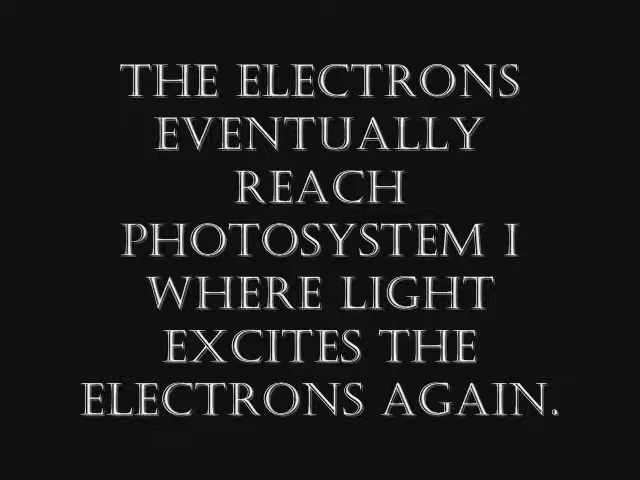 THE ELECTRONS
EVENTUALLY
REACH
PHOTOSYSTEM I
WHERE LIGHT
EXCITES THE
ELECTRONS AGAIN.